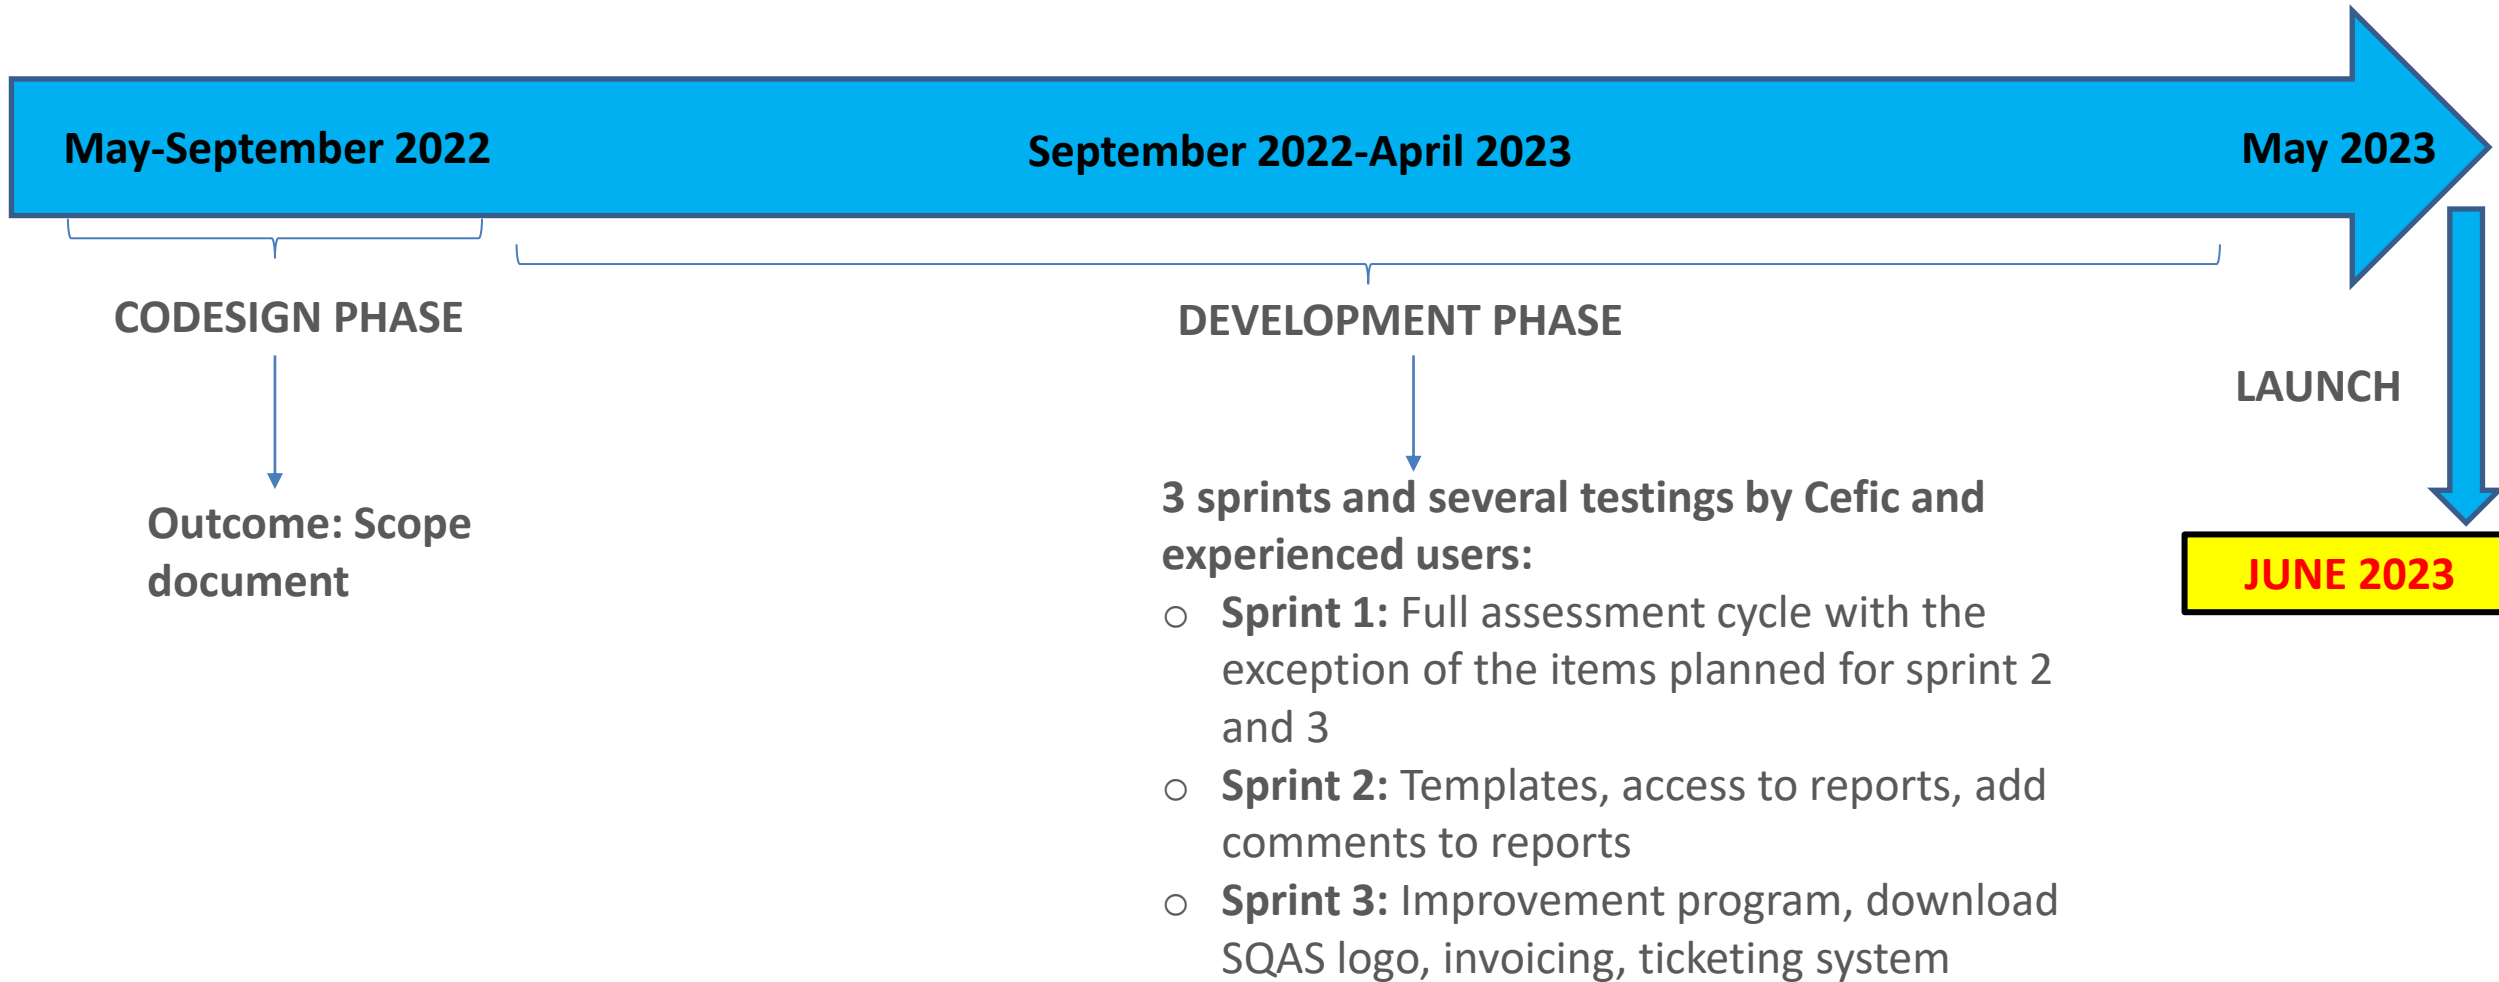 May-September 2022
September 2022-April 2023
May 2023
CODESIGN PHASE
DEVELOPMENT PHASE
LAUNCH
Outcome: Scope
document
3 sprints and several testings by Cefic and
experienced users:
○ Sprint 1: Full assessment cycle with the
exception of the items planned for sprint 2
and 3
○ Sprint 2: Templates, access to reports, add
comments to reports
○ Sprint 3: Improvement program, download
SQAS logo, invoicing, ticketing system
JUNE 2023